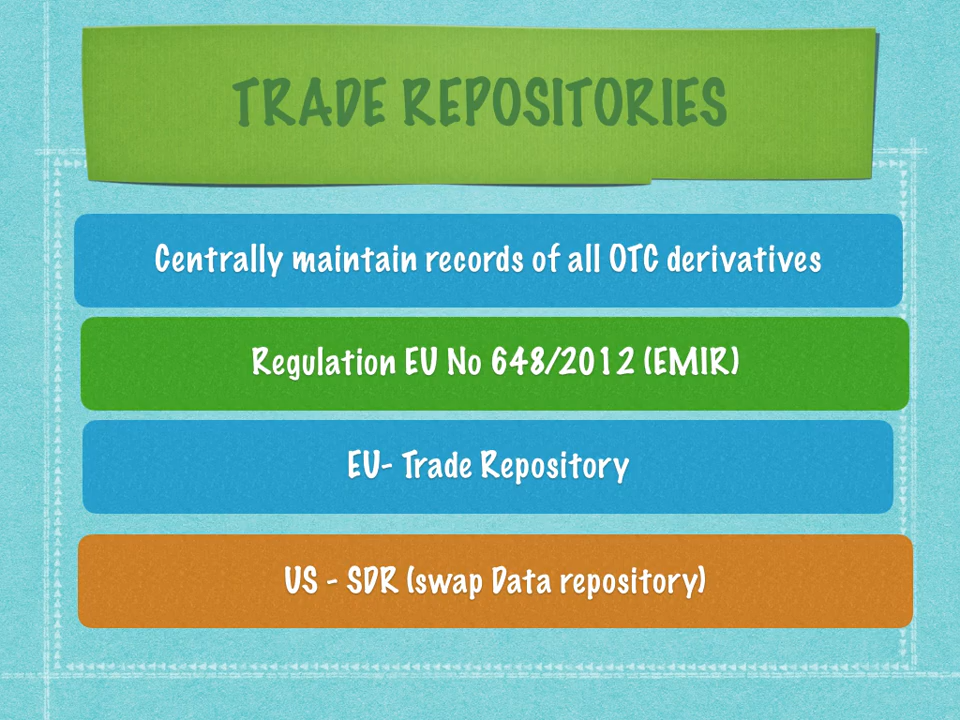 TRADE REPOSITORIES
Centrally maintain records of all OTC derivatives
Regulation EU No 648/2012 (EMIR)
EU- Trade Repository
US - SDR (swap Data repository)